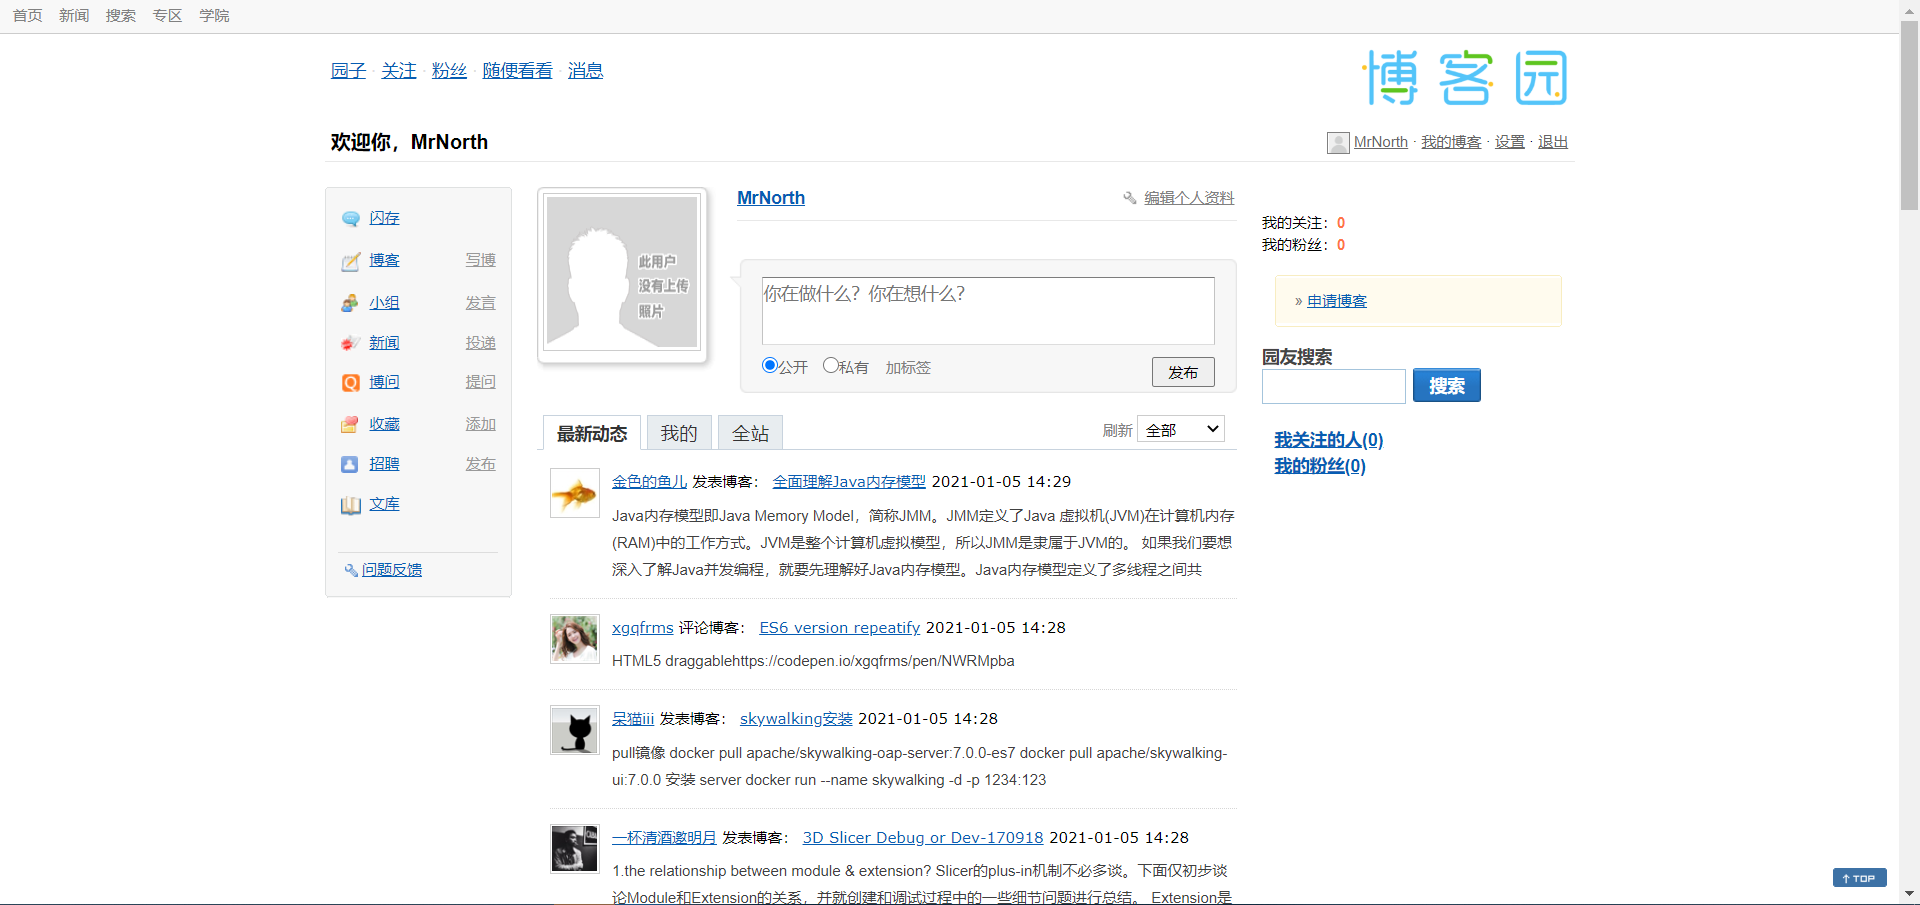 首页 新闻 搜索 专区 学院
园子 · 关注 · 粉丝 · 随便看看 · 消息
博客园
欢迎你，MrNorth
MrNorth · 我的博客 · 设置 · 退出
闪存
博客 写博
小组 发言
新闻 投递
博问 提问
收藏 添加
招聘 发布
文库
问题反馈
此用户
没有上传
照片
MrNorth
编辑个人资料
你在做什么？你在想什么？
公开 私有 加标签
发布
最新动态 我的 全站
刷新 全部
金色的鱼儿 发表博客： 全面理解Java内存模型 2021-01-05 14:29
Java内存模型即Java Memory Model，简称JMM。JMM定义了Java 虚拟机(JVM)在计算机内存
(RAM)中的工作方式。JVM是整个计算机虚拟模型，所以JMM是隶属于JVM的。 如果我们要想
深入了解Java并发编程，就要先理解好Java内存模型。Java内存模型定义了多线程之间共
xgqfrms 评论博客： ES6 version repeatify 2021-01-05 14:28
HTML5 draggablehttps://codepen.io/xgqfrms/pen/NWRMpba
呆猫iii 发表博客： skywalking安装 2021-01-05 14:28
pull镜像 docker pull apache/skywalking-oap-server:7.0.0-es7 docker pull apache/skywalking-
ui:7.0.0 安装 server docker run --name skywalking -d -p 1234:123
一杯清酒邀明月 发表博客： 3D Slicer Debug or Dev-170918 2021-01-05 14:28
1.the relationship between module & extension? Slicer的plus-in机制不必多谈。下面仅初步谈
论Module和Extension的关系，并就创建和调试过程中的一些细节问题进行总结。 Extension是
我的关注：0
我的粉丝：0
» 申请博客
园友搜索
搜索
我关注的人(0)
我的粉丝(0)
TOP